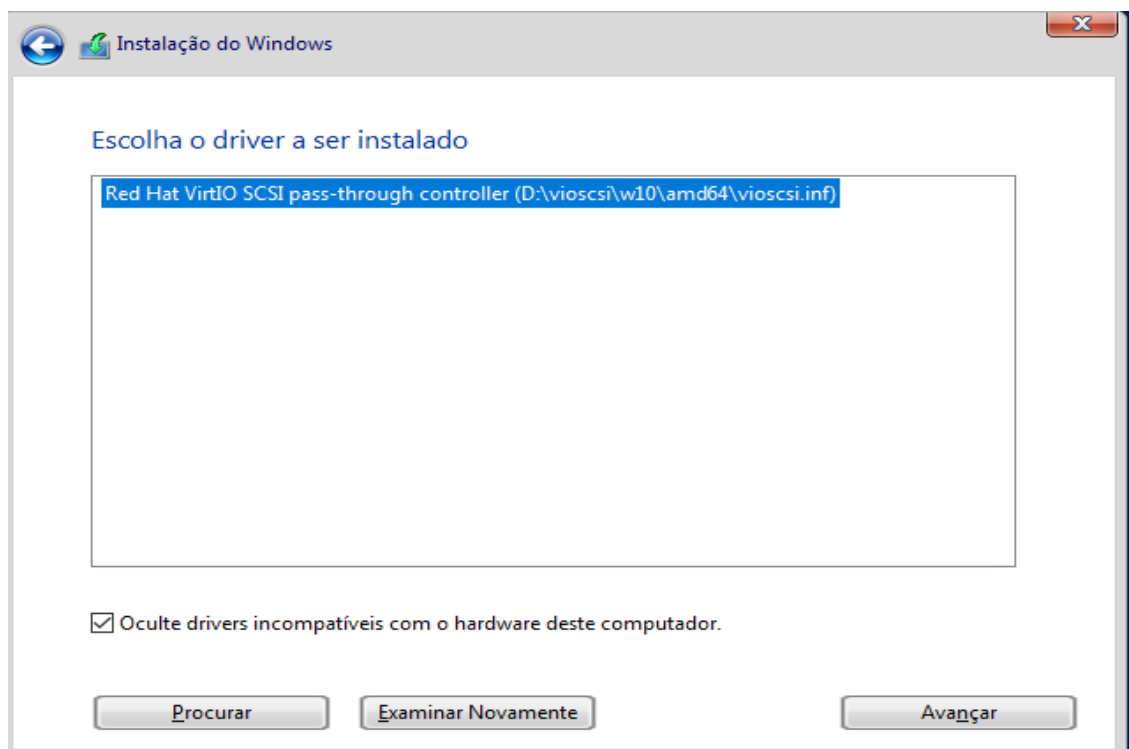 Instalação do Windows
Escolha o driver a ser instalado
Red Hat VirtIO SCSI pass-through controller (D:\vioscsi\w10\amd64\vioscsi.inf)
Oculte drivers incompatíveis com o hardware deste computador.
Procurar
Examinar Novamente
Avançar